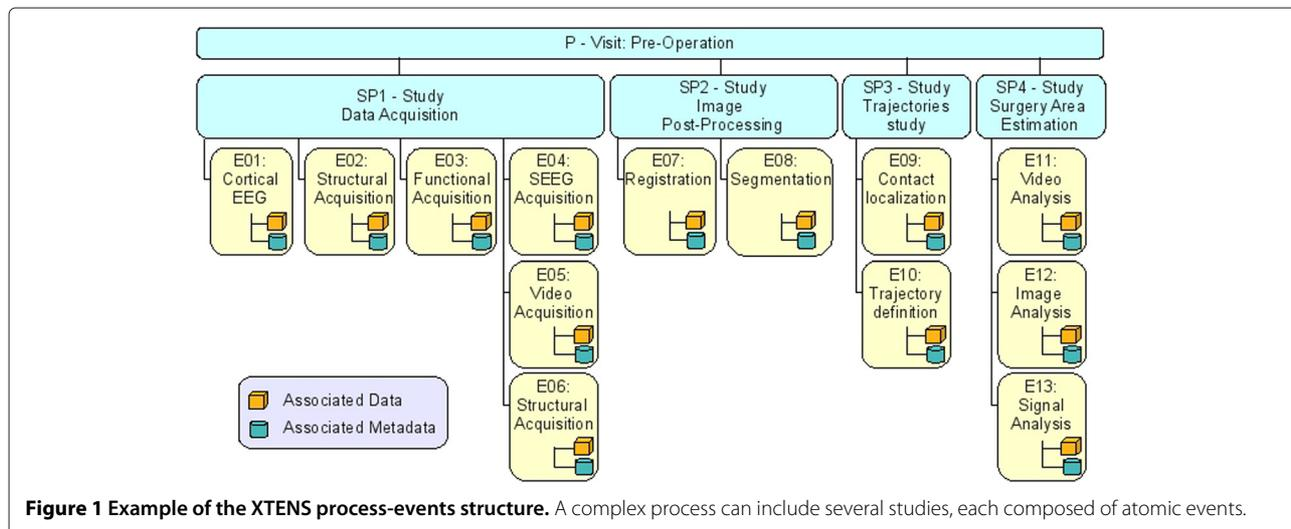 P - Visit: Pre-Operation
SP1 - Study
Data Acquisition
SP2 - Study
Image
Post-Processing
SP3 - Study
Trajectories
study
SP4 - Study
Surgery Area
Estimation
E01:
Cortical
EEG
E02:
Structural
Acquisition
E03:
Functional
Acquisition
E04:
SEEG
Acquisition
E07:
Registration
E08:
Segmentation
E09:
Contact
localization
E11:
Video
Analysis
E05:
Video
Acquisition
E10:
Trajectory
definition
E12:
Image
Analysis
E06:
Structural
Acquisition
E13:
Signal
Analysis
Associated Data
Associated Metadata
Figure 1 Example of the XTENS process-events structure. A complex process can include several studies, each composed of atomic events.